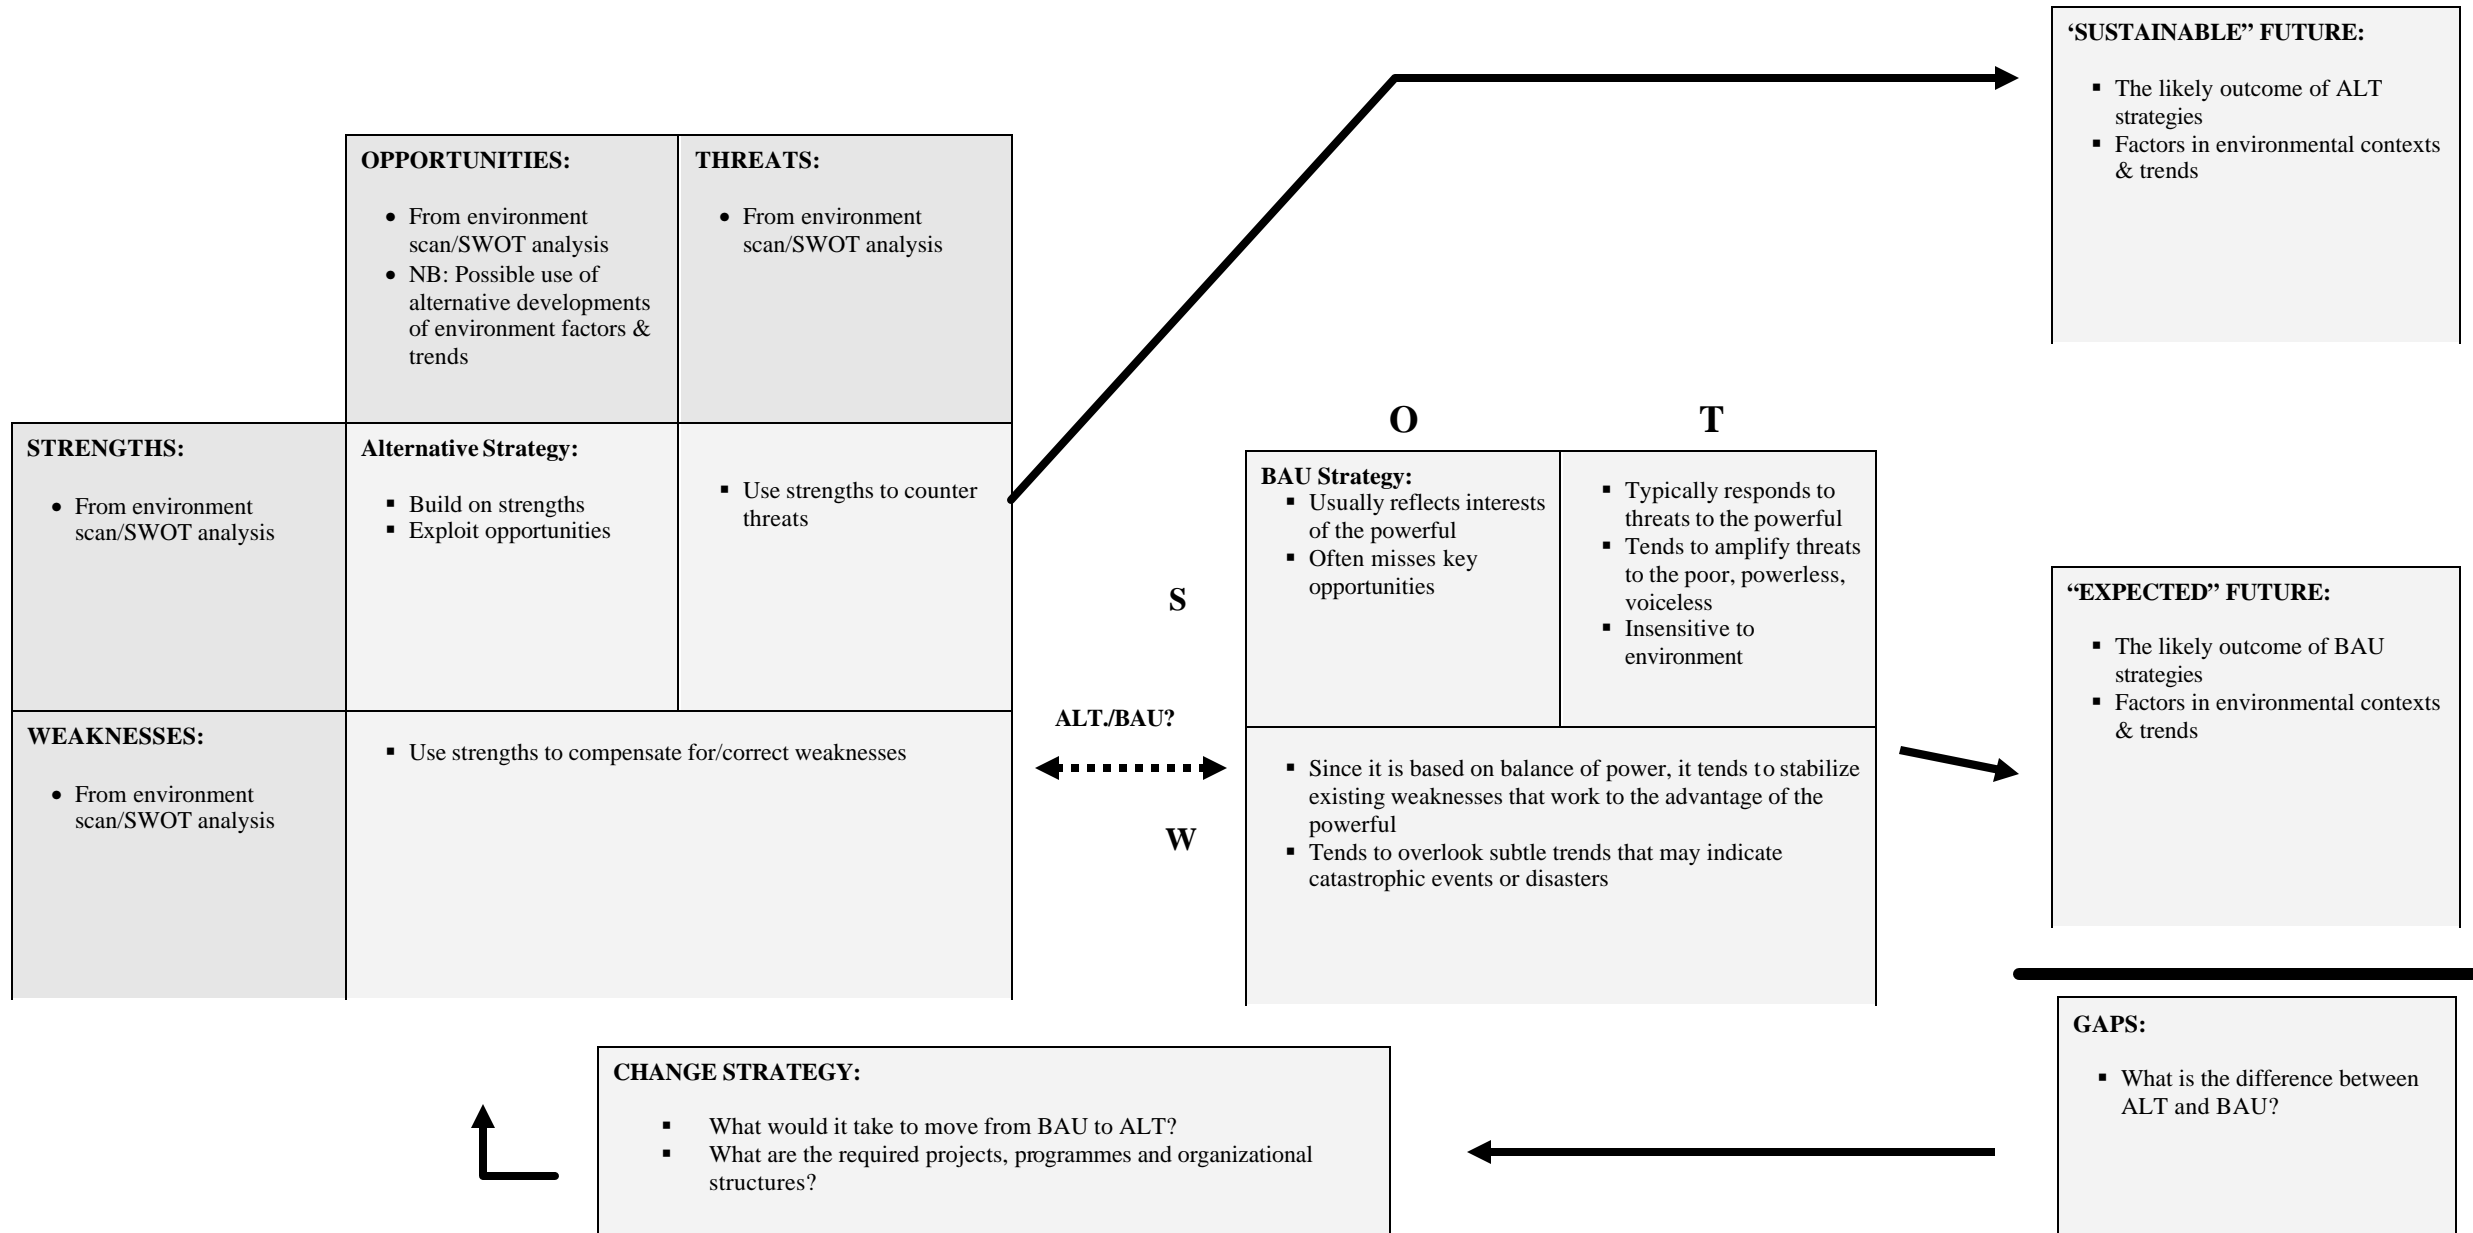 ‘SUSTAINABLE” FUTURE:
▪ The likely outcome of ALT
strategies
▪ Factors in environmental contexts
& trends
OPPORTUNITIES:
• From environment
scan/SWOT analysis
• NB: Possible use of
alternative developments
of environment factors &
trends
THREATS:
• From environment
scan/SWOT analysis
STRENGTHS:
• From environment
scan/SWOT analysis
Alternative Strategy:
▪ Build on strengths
▪ Exploit opportunities
▪ Use strengths to counter
threats
WEAKNESSES:
• From environment
scan/SWOT analysis
▪ Use strengths to compensate for/correct weaknesses
ALT./BAU?
O
T
S
W
BAU Strategy:
▪ Usually reflects interests
of the powerful
▪ Often misses key
opportunities
▪ Typically responds to
threats to the powerful
▪ Tends to amplify threats
to the poor, powerless,
voiceless
▪ Insensitive to
environment
▪ Since it is based on balance of power, it tends to stabilize
existing weaknesses that work to the advantage of the
powerful
▪ Tends to overlook subtle trends that may indicate
catastrophic events or disasters
“EXPECTED” FUTURE:
▪ The likely outcome of BAU
strategies
▪ Factors in environmental contexts
& trends
GAPS:
▪ What is the difference between
ALT and BAU?
CHANGE STRATEGY:
▪ What would it take to move from BAU to ALT?
▪ What are the required projects, programmes and organizational
structures?